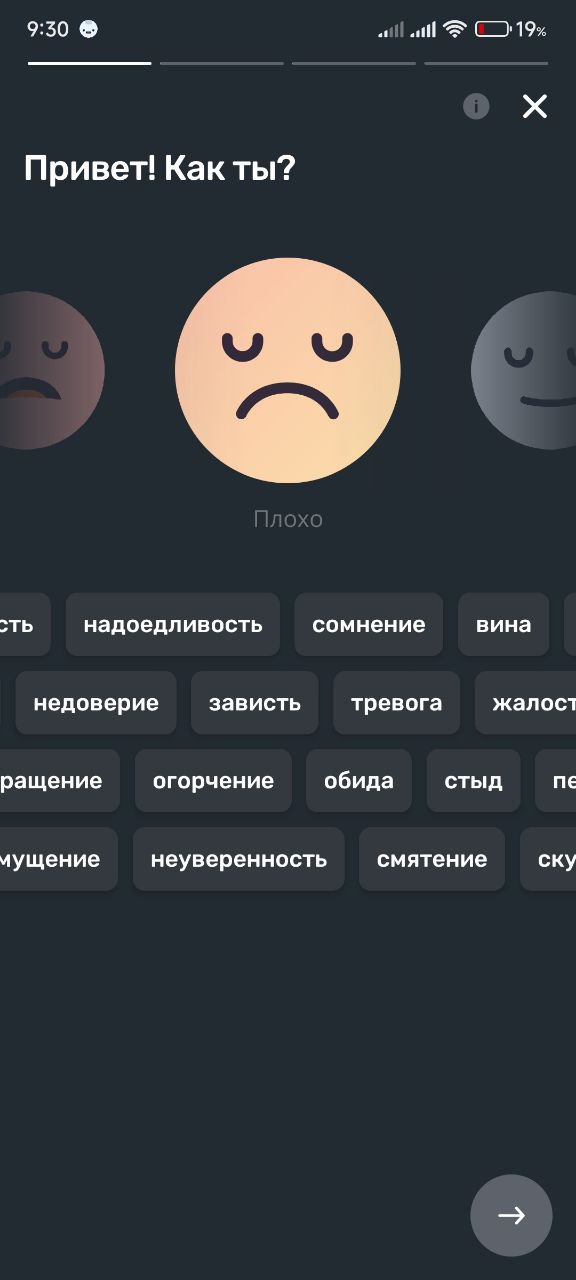 9:30 19%
Привет! Как ты?
Плохо
сть надоедливость сомнение вина
недоверие зависть тревога жалост
ращение огорчение обида стыд пе
мущение неуверенность смятение ску